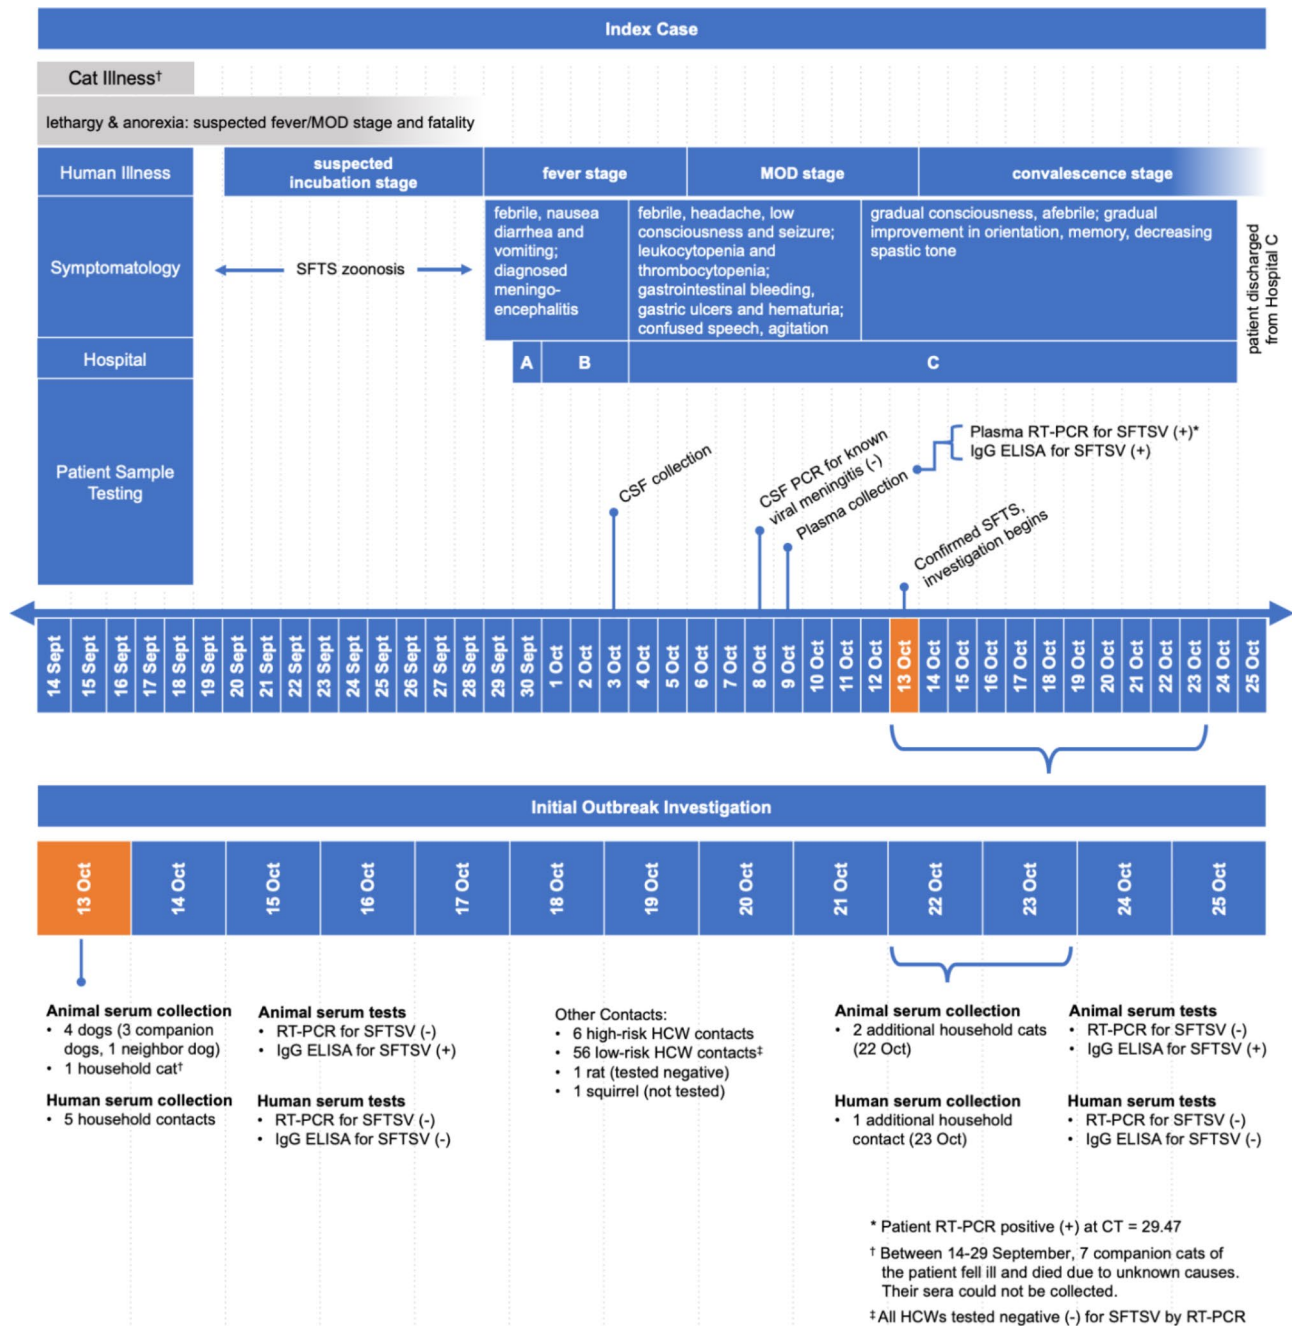 Index Case
Cat Illness†
lethargy & anorexia: suspected fever/MOD stage and fatality
Human Illness
suspected
incubation stage
fever stage
MOD stage
convalescence stage
Symptomatology
SFTS zoonosis
febrile, nausea
diarrhea and
vomiting;
diagnosed
meningo-
encephalitis
febrile, headache, low
consciousness and seizure;
leukocytopenia and
thrombocytopenia;
gastrointestinal bleeding,
gastric ulcers and hematuria;
confused speech, agitation
gradual consciousness, afebrile; gradual
improvement in orientation, memory, decreasing
spastic tone
patient discharged
from Hospital C
Hospital
A
B
C
Patient Sample
Testing
CSF collection
CSF PCR for known
viral meningitis (-)
Plasma collection
Plasma RT-PCR for SFTSV (+)*
IgG ELISA for SFTSV (+)
Confirmed SFTS,
investigation begins
14 Sept
15 Sept
16 Sept
17 Sept
18 Sept
19 Sept
20 Sept
21 Sept
22 Sept
23 Sept
24 Sept
25 Sept
26 Sept
27 Sept
28 Sept
29 Sept
30 Sept
1 Oct
2 Oct
3 Oct
4 Oct
5 Oct
6 Oct
7 Oct
8 Oct
9 Oct
10 Oct
11 Oct
12 Oct
13 Oct
14 Oct
15 Oct
16 Oct
17 Oct
18 Oct
19 Oct
20 Oct
21 Oct
22 Oct
23 Oct
24 Oct
25 Oct
Initial Outbreak Investigation
13 Oct
14 Oct
15 Oct
16 Oct
17 Oct
18 Oct
19 Oct
20 Oct
21 Oct
22 Oct
23 Oct
24 Oct
25 Oct
Animal serum collection
• 4 dogs (3 companion
dogs, 1 neighbor dog)
• 1 household cat†
Human serum collection
• 5 household contacts
Animal serum tests
• RT-PCR for SFTSV (-)
• IgG ELISA for SFTSV (+)
Human serum tests
• RT-PCR for SFTSV (-)
• IgG ELISA for SFTSV (-)
Other Contacts:
• 6 high-risk HCW contacts
• 56 low-risk HCW contacts‡
• 1 rat (tested negative)
• 1 squirrel (not tested)
Animal serum collection
• 2 additional household cats
(22 Oct)
Human serum collection
• 1 additional household
contact (23 Oct)
Animal serum tests
• RT-PCR for SFTSV (-)
• IgG ELISA for SFTSV (+)
Human serum tests
• RT-PCR for SFTSV (-)
• IgG ELISA for SFTSV (-)
* Patient RT-PCR positive (+) at CT = 29.47
† Between 14-29 September, 7 companion cats of
the patient fell ill and died due to unknown causes.
Their sera could not be collected.
‡ All HCWs tested negative (-) for SFTSV by RT-PCR